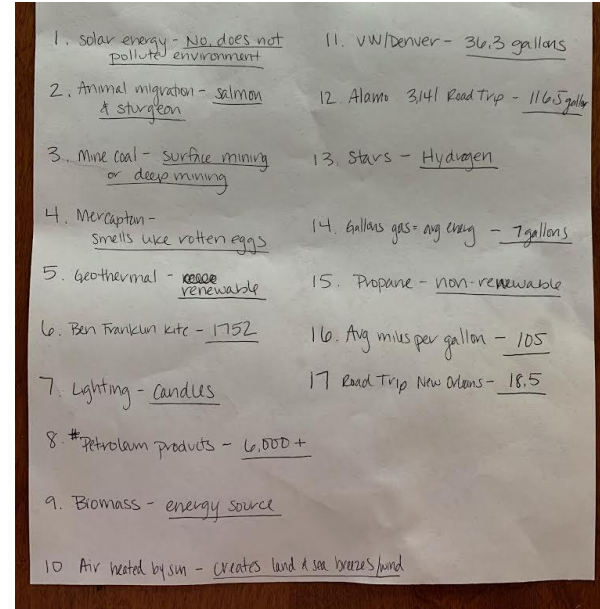 1. solar energy - No, does not
pollute environment
2. Animal migration - salmon
& sturgeon
3. Mine coal - surface mining
or deep mining
4. Mercaptan -
smells like rotten eggs
5. Geothermal -
renewable
6. Ben Franklin kite - 1752
7. Lighting - candles
8. # Petroleum products - 6,000 +
9. Biomass - energy source
10 Air heated by sun - creates land & sea breezes/wind
11. VW/Denver - 36.3 gallons
12. Alamo 3,141 Road Trip - 116.5 gallon
13. Stars - Hydrogen
14. Gallons gas = avg energ - 7 gallons
15. Propane - non-renewable
16. Avg miles per gallon - 105
17 Road Trip New Orleans - 18.5